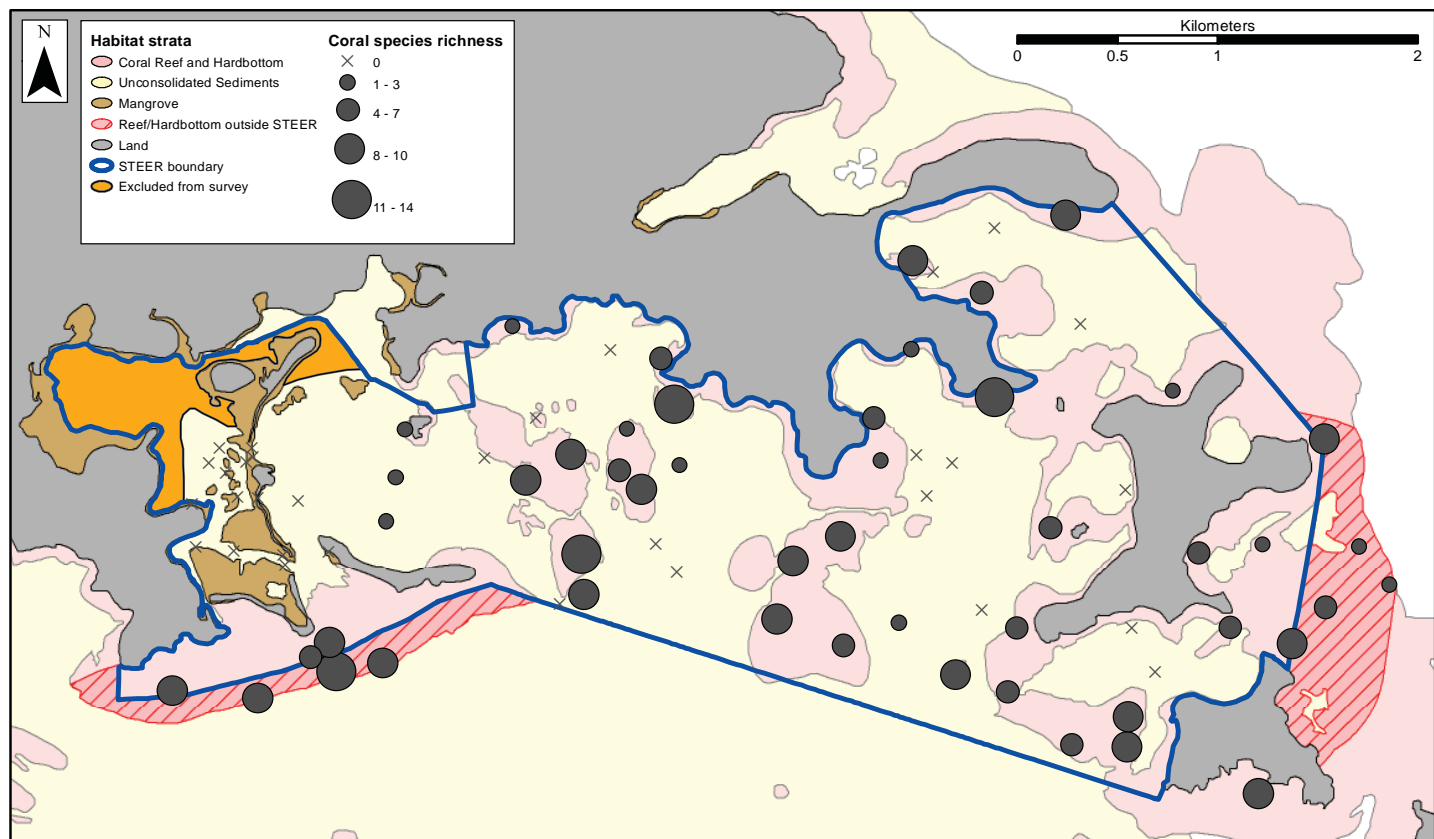 N
Habitat strata
Coral Reef and Hardbottom
Unconsolidated Sediments
Mangrove
Reef/Hardbottom outside STEER
Land
STEER boundary
Excluded from survey
Coral species richness
0
1 - 3
4 - 7
8 - 10
11 - 14
Kilometers
0 0.5 1 2